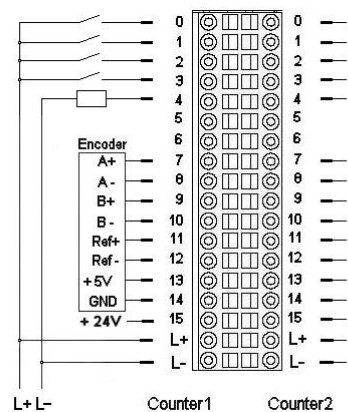 0 0
1 1
2 2
3 3
4 4
5 5
6 6
Encoder
A+ 7 7
A- 8 8
B+ 9 9
B- 10 10
Ref+ 11 11
Ref- 12 12
+5V 13 13
GND 14 14
+ 24V 15 15
L+ L+
L- L-
L+ L- Counter1 Counter2